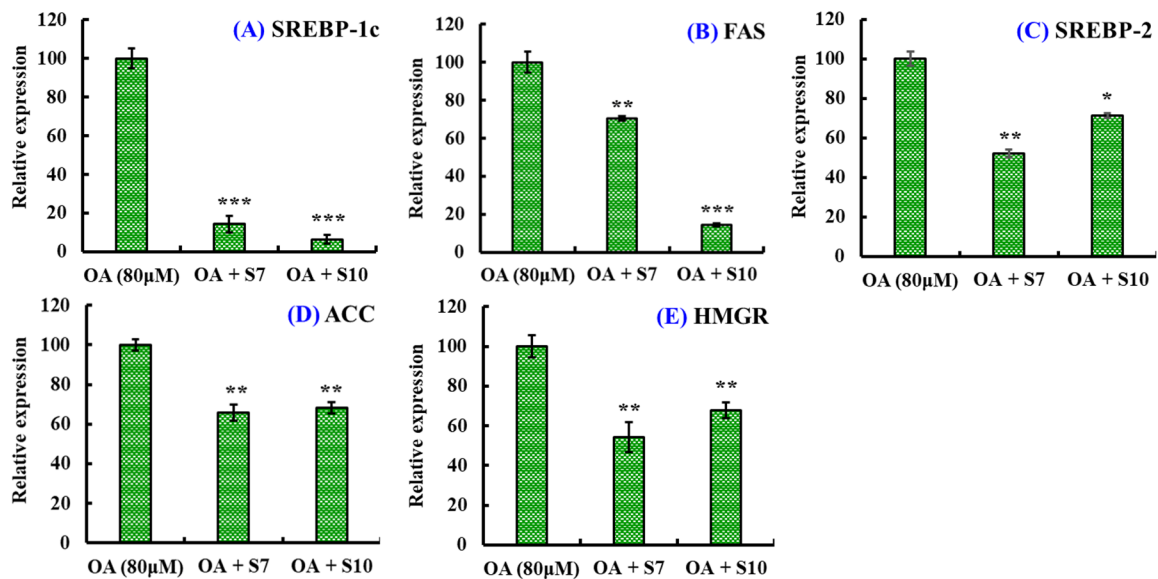 (A) SREBP-1c
Relative expression
120
100
80
60
40
20
0
***
***
OA (80μM)
OA + S7
OA + S10
(B) FAS
Relative expression
120
100
80
60
40
20
0
**
***
OA (80μM)
OA + S7
OA + S10
(C) SREBP-2
Relative expression
120
100
80
60
40
20
0
**
*
OA (80μM)
OA + S7
OA + S10
(D) ACC
Relative expression
120
100
80
60
40
20
0
**
**
OA (80μM)
OA + S7
OA + S10
(E) HMGR
Relative expression
120
100
80
60
40
20
0
**
**
OA (80μM)
OA + S7
OA + S10